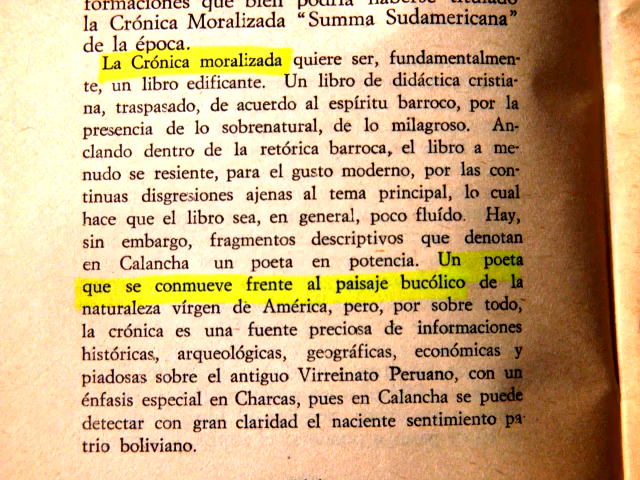 formaciones que bien podría haberse titulado
la Crónica Moralizada "Summa Sudamericana"
de la época.
La Crónica moralizada quiere ser, fundamentalmen-
te, un libro edificante. Un libro de didáctica cristia-
na, traspasado, de acuerdo al espíritu barroco, por la
presencia de lo sobrenatural, de lo milagroso. An-
clando dentro de la retórica barroca, el libro a me-
nudo se resiente, para el gusto moderno, por las con-
tinuas disgresiones ajenas al tema principal, lo cual
hace que el libro sea, en general, poco fluído. Hay,
sin embargo, fragmentos descriptivos que denotan
en Calancha un poeta en potencia. Un poeta
que se conmueve frente al paisaje bucólico de la
naturaleza vírgen de América, pero, por sobre todo,
la crónica es una fuente preciosa de informaciones
históricas, arqueológicas, geográficas, económicas y
piadosas sobre el antiguo Virreinato Peruano, con un
énfasis especial en Charcas, pues en Calancha se puede
detectar con gran claridad el naciente sentimiento pa-
trio boliviano.